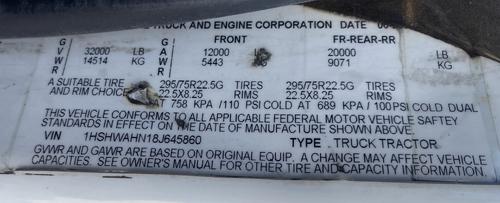 TRUCK AND ENGINE CORPORATION DATE
G G FRONT FR-REAR-RR
V 32000 LB A 12000 20000 LB
W 14514 KG W 5443 KG 9071 KG
R R
A SUITABLE TIRE 295/75R22.5G TIRES 295/75R22.5G TIRES
AND RIM CHOICE 22.5X8.25 RIMS 22.5X8.25 RIMS
AT 758 KPA /110 PSI COLD AT 689 KPA / 100 PSI COLD DUAL
THIS VEHICLE CONFORMS TO ALL APPLICABLE FEDERAL MOTOR VEHICLE SAFTEY
STANDARDS IN EFFECT ON THE DATE OF MANUFACTURE SHOWN ABOVE.
VIN 1HSHWAHN18J645860 TYPE . TRUCK TRACTOR
GVWR AND GAWR ARE BASED ON ORIGINAL EQUIP. A CHANGE MAY AFFECT VEHICLE
CAPACITIES. SEE OWNER'S MANUAL FOR OTHER TIRE AND CAPACITY INFORMATION.